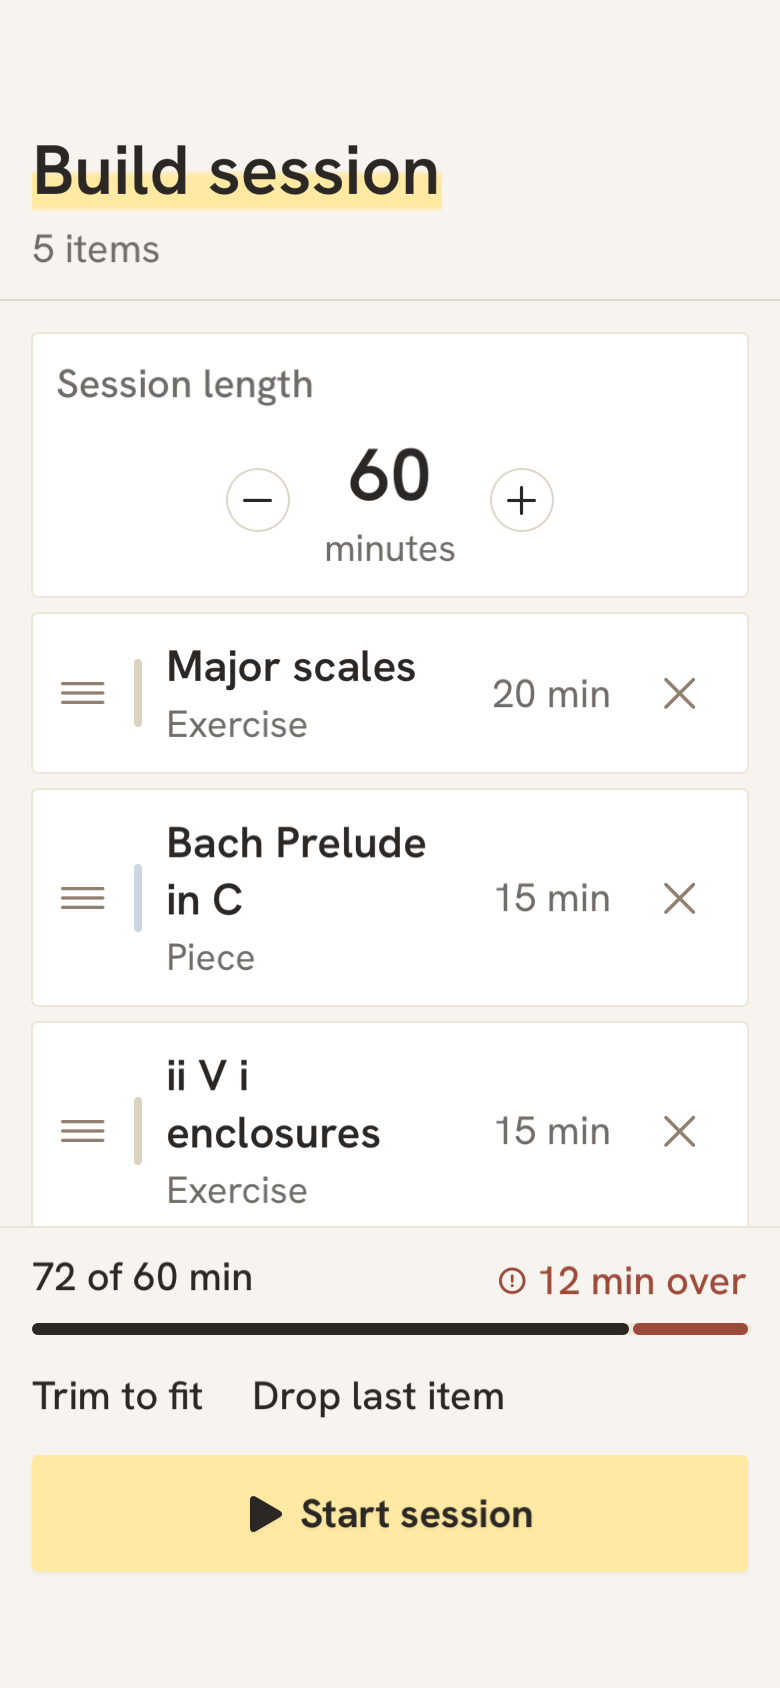 Build session
5 items
Session length
60
minutes
Major scales
Exercise
20 min
Bach Prelude
in C
Piece
15 min
ii V i
enclosures
Exercise
15 min
72 of 60 min
12 min over
Trim to fit
Drop last item
Start session